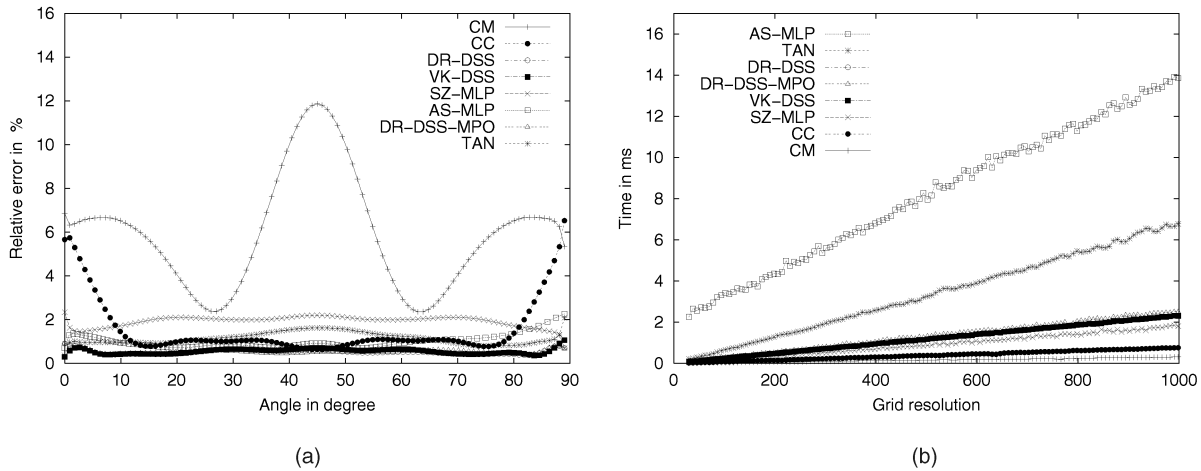 16
14
12
10
8
6
4
2
0
Relative error in %
0 10 20 30 40 50 60 70 80 90
Angle in degree
CM
CC
DR-DSS
VK-DSS
SZ-MLP
AS-MLP
DR-DSS-MPO
TAN
(a)
16
14
12
10
8
6
4
2
0
Time in ms
0 200 400 600 800 1000
Grid resolution
AS-MLP
TAN
DR-DSS
DR-DSS-MPO
VK-DSS
SZ-MLP
CC
CM
(b)